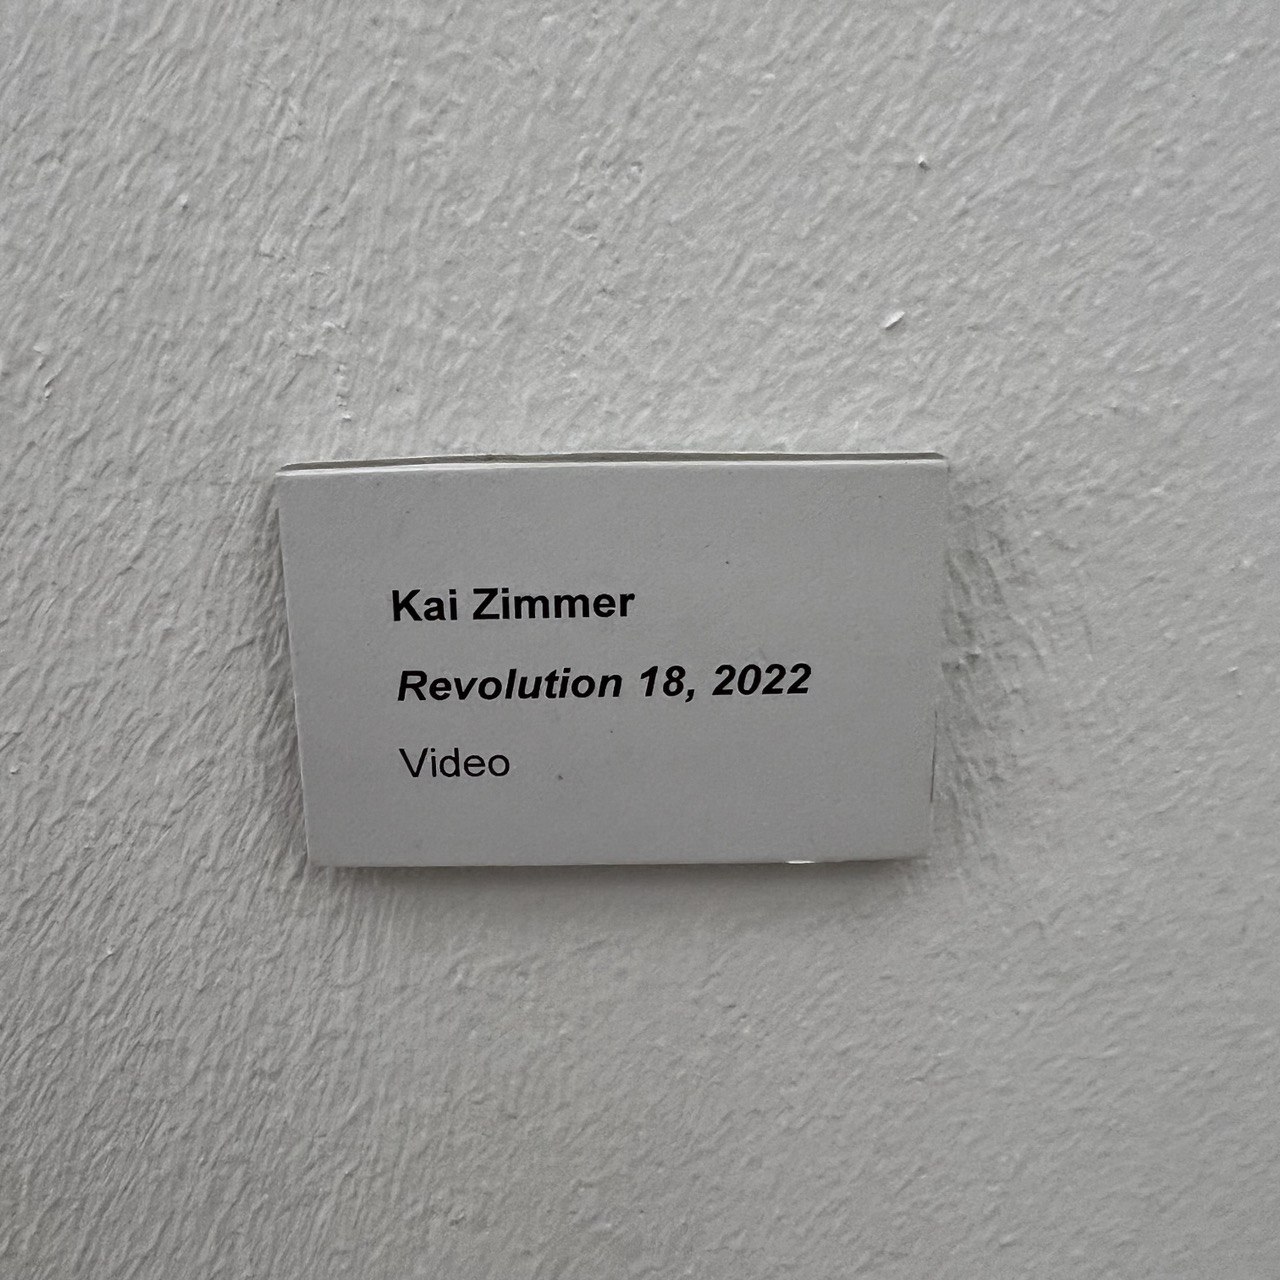 Kai Zimmer
Revolution 18, 2022
Video